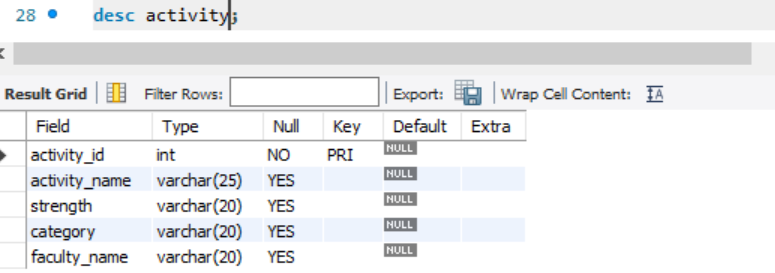 28 desc activity;
Result Grid Filter Rows: Export: Wrap Cell Content: IA
Field Type Null Key Default Extra
activity_id int NO PRI NULL
activity_name varchar(25) YES NULL
strength varchar(20) YES NULL
category varchar(20) YES NULL
faculty_name varchar(20) YES NULL